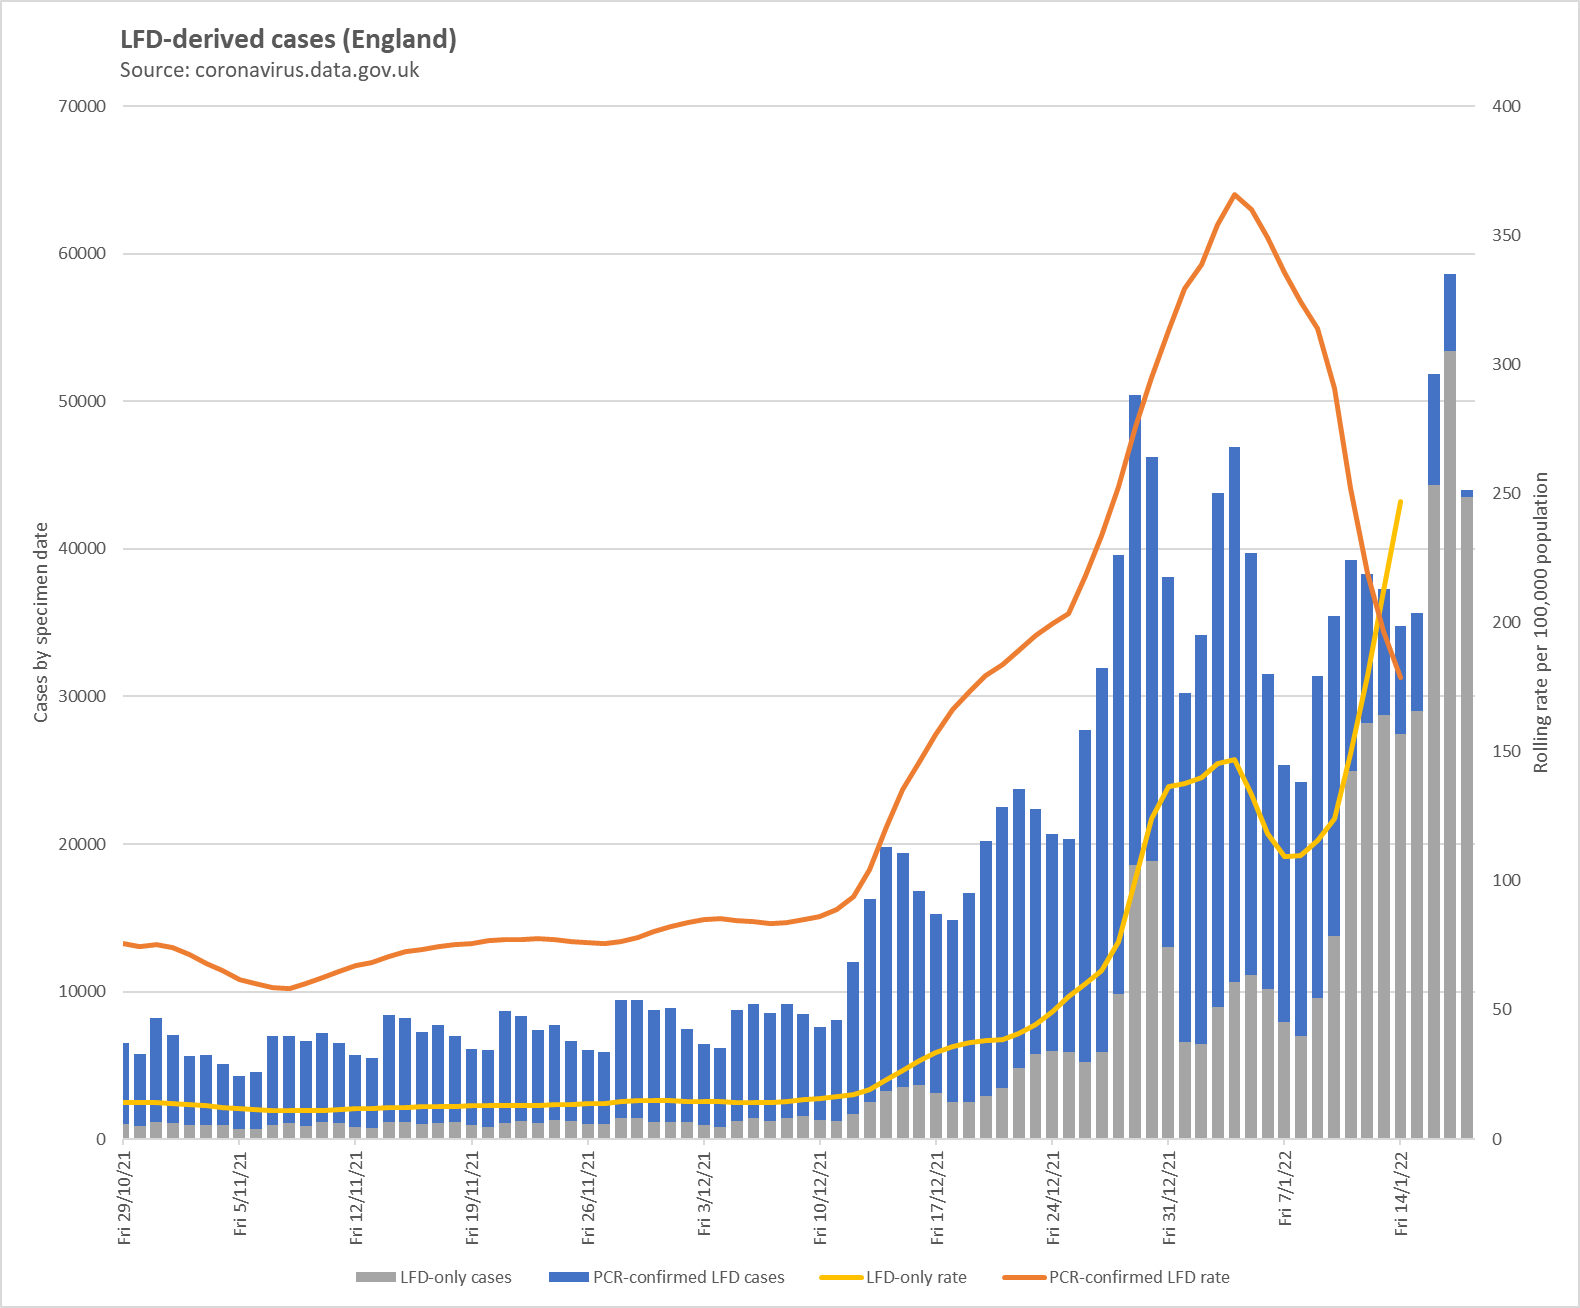 LFD-derived cases (England)
Source: coronavirus.data.gov.uk
70000
60000
50000
40000
30000
20000
10000
0
Cases by specimen date
400
350
300
250
200
150
100
50
0
Rolling rate per 100,000 population
Fri 29/10/21
Fri 5/11/21
Fri 12/11/21
Fri 19/11/21
Fri 26/11/21
Fri 3/12/21
Fri 10/12/21
Fri 17/12/21
Fri 24/12/21
Fri 31/12/21
Fri 7/1/22
Fri 14/1/22
LFD-only cases
PCR-confirmed LFD cases
LFD-only rate
PCR-confirmed LFD rate